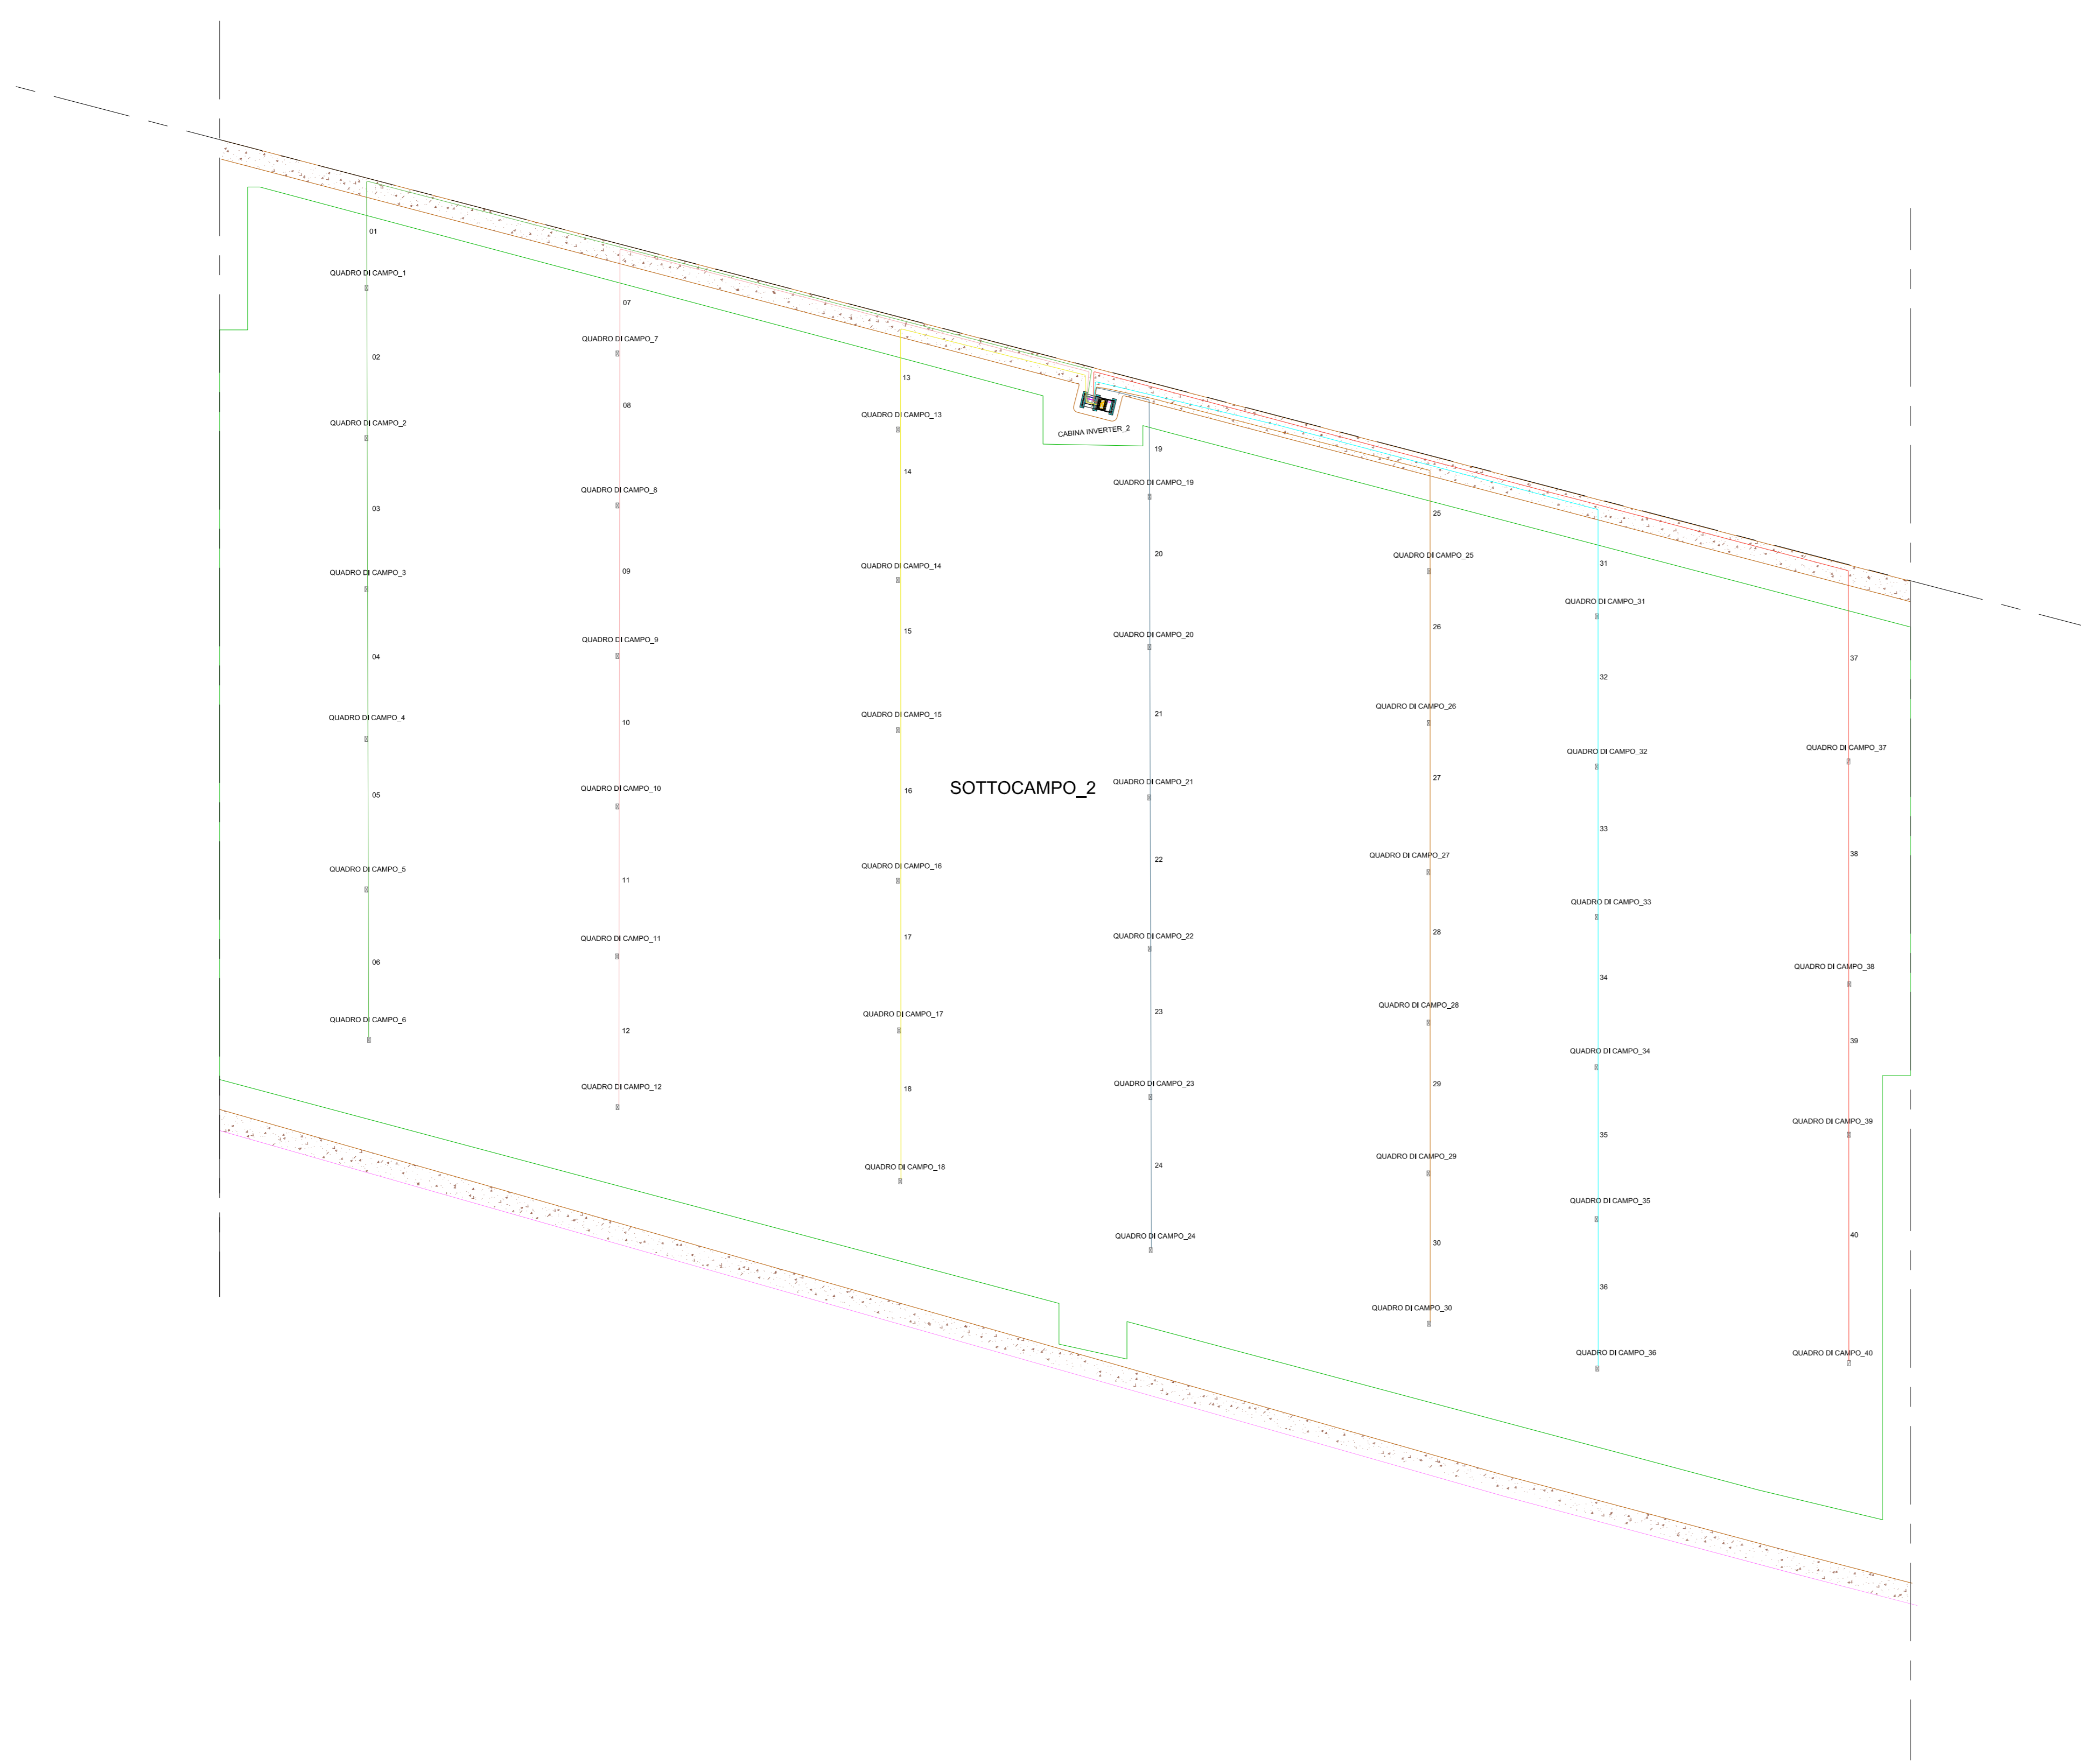 01
QUADRO DI CAMPO_1
02
QUADRO DI CAMPO_2
03
QUADRO DI CAMPO_3
04
QUADRO DI CAMPO_4
05
QUADRO DI CAMPO_5
06
QUADRO DI CAMPO_6
07
QUADRO DI CAMPO_7
08
QUADRO DI CAMPO_8
09
QUADRO DI CAMPO_9
10
QUADRO DI CAMPO_10
11
QUADRO DI CAMPO_11
12
QUADRO DI CAMPO_12
13
QUADRO DI CAMPO_13
14
QUADRO DI CAMPO_14
15
QUADRO DI CAMPO_15
16
QUADRO DI CAMPO_16
17
QUADRO DI CAMPO_17
18
QUADRO DI CAMPO_18
CABINA INVERTER_2
SOTTOCAMPO_2
19
QUADRO DI CAMPO_19
20
QUADRO DI CAMPO_20
21
QUADRO DI CAMPO_21
22
QUADRO DI CAMPO_22
23
QUADRO DI CAMPO_23
24
QUADRO DI CAMPO_24
25
QUADRO DI CAMPO_25
26
QUADRO DI CAMPO_26
27
QUADRO DI CAMPO_27
28
QUADRO DI CAMPO_28
29
QUADRO DI CAMPO_29
30
QUADRO DI CAMPO_30
31
QUADRO DI CAMPO_31
32
QUADRO DI CAMPO_32
33
QUADRO DI CAMPO_33
34
QUADRO DI CAMPO_34
35
QUADRO DI CAMPO_35
36
QUADRO DI CAMPO_36
37
QUADRO DI CAMPO_37
38
QUADRO DI CAMPO_38
39
QUADRO DI CAMPO_39
40
QUADRO DI CAMPO_40